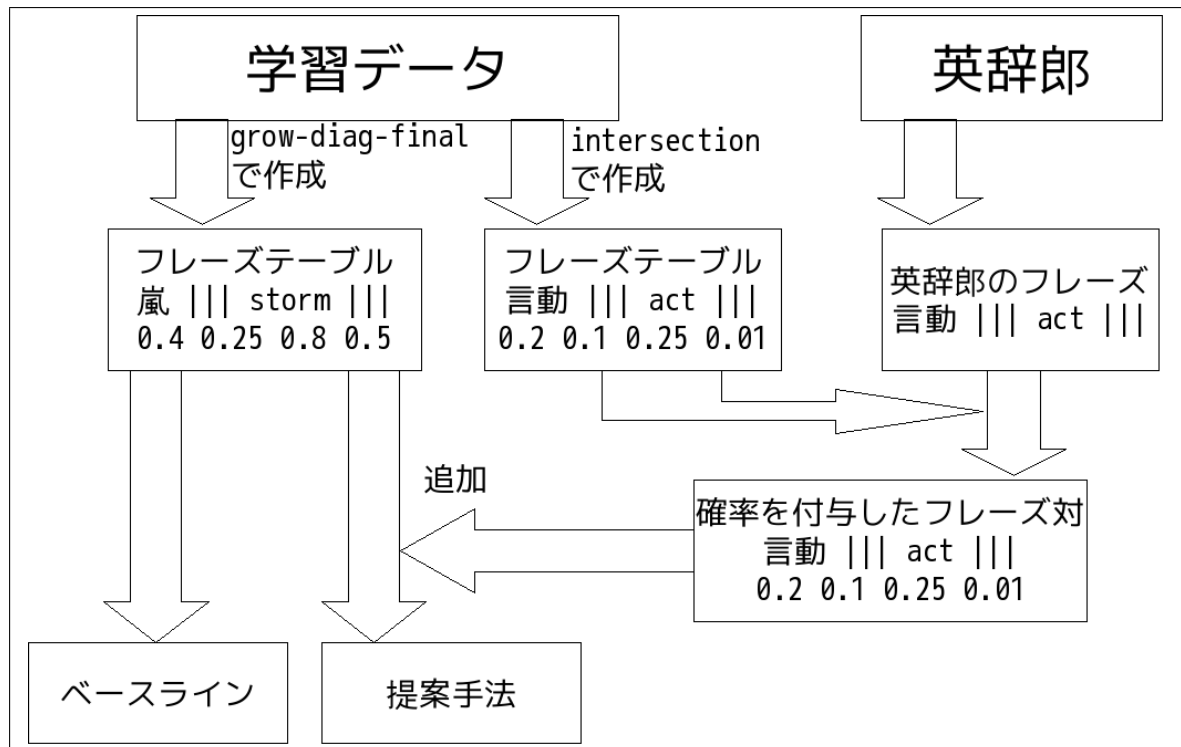 学習データ
英辞郎
grow-diag-final
で作成
intersection
で作成
フレーズテーブル
嵐 ||| storm |||
0.4 0.25 0.8 0.5
フレーズテーブル
言動 ||| act |||
0.2 0.1 0.25 0.01
英辞郎のフレーズ
言動 ||| act |||
追加
確率を付与したフレーズ対
言動 ||| act |||
0.2 0.1 0.25 0.01
ベースライン
提案手法